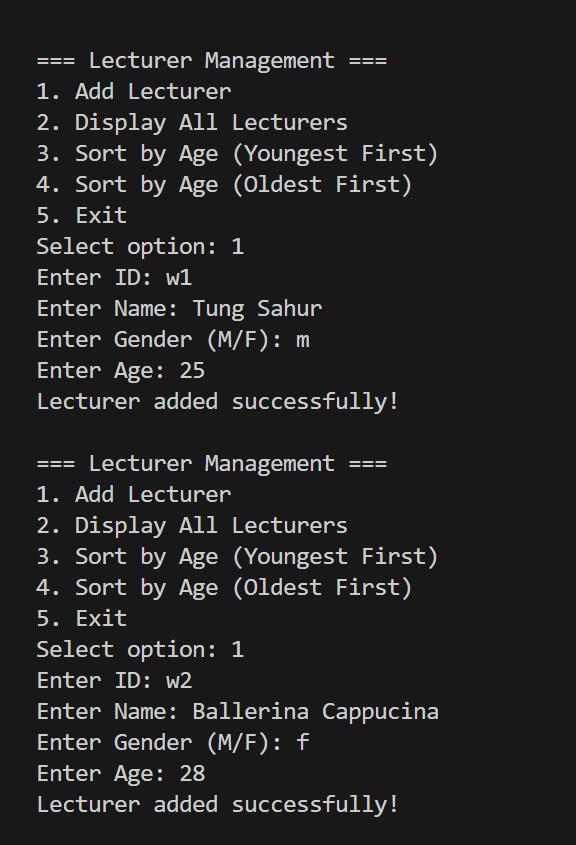 === Lecturer Management ===
1. Add Lecturer
2. Display All Lecturers
3. Sort by Age (Youngest First)
4. Sort by Age (Oldest First)
5. Exit
Select option: 1
Enter ID: w1
Enter Name: Tung Sahur
Enter Gender (M/F): m
Enter Age: 25
Lecturer added successfully!
=== Lecturer Management ===
1. Add Lecturer
2. Display All Lecturers
3. Sort by Age (Youngest First)
4. Sort by Age (Oldest First)
5. Exit
Select option: 1
Enter ID: w2
Enter Name: Ballerina Cappucina
Enter Gender (M/F): f
Enter Age: 28
Lecturer added successfully!